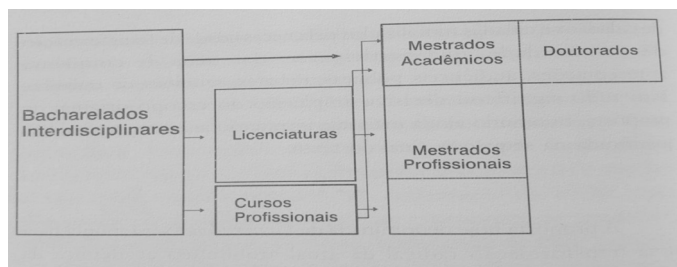 Mestrados
Acadêmicos
Doutorados
Bacharelados
Interdisciplinares
Licenciaturas
Mestrados
Profissionais
Cursos
Profissionais